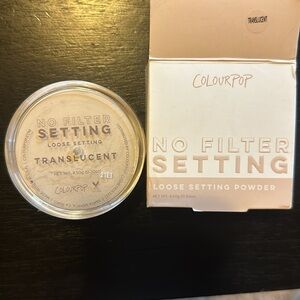 TRANSLUCENT
COLOURPOP
NO FILTER
SETTING
LOOSE SETTING POWDER
NO FILTER
SETTING
LOOSE SETTING
TRANSLUCENT
COLOURPOP